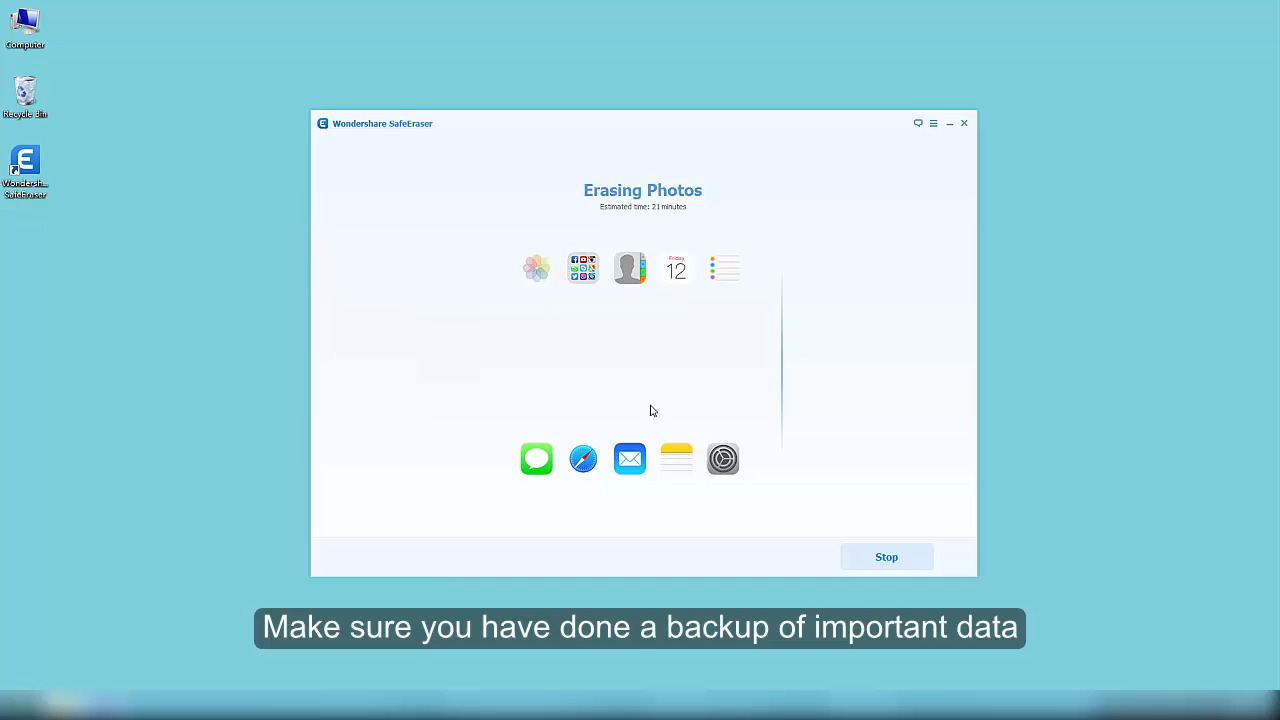 Computer
Recycle Bin
Wondersh...
SafeEraser
Wondershare SafeEraser
Erasing Photos
Estimated time: 21 minutes
Friday
12
Stop
Make sure you have done a backup of important data